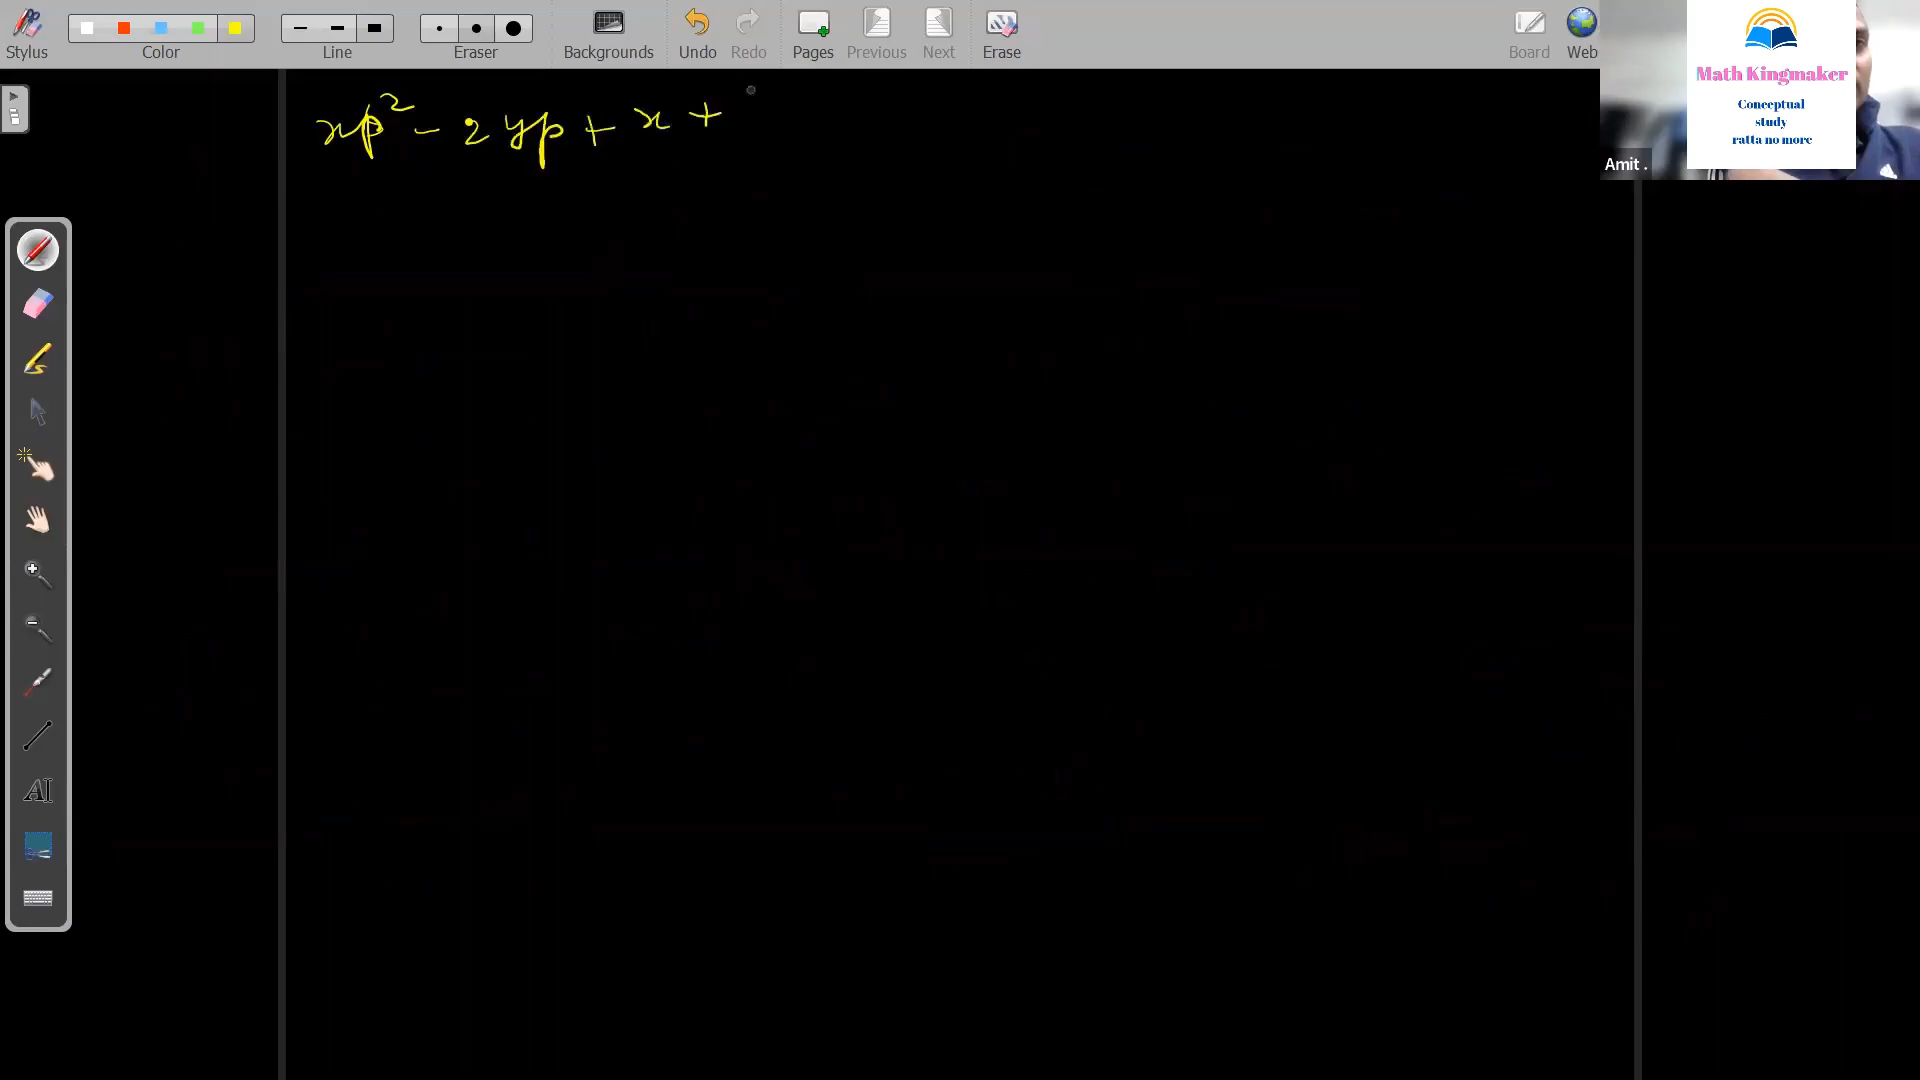 Stylus Color Line Eraser Backgrounds Undo Redo Pages Previous Next Erase Board Web
Math Kingmaker
Conceptual
study
ratta no more
Amit .
xp² - 2yp + x +
AI